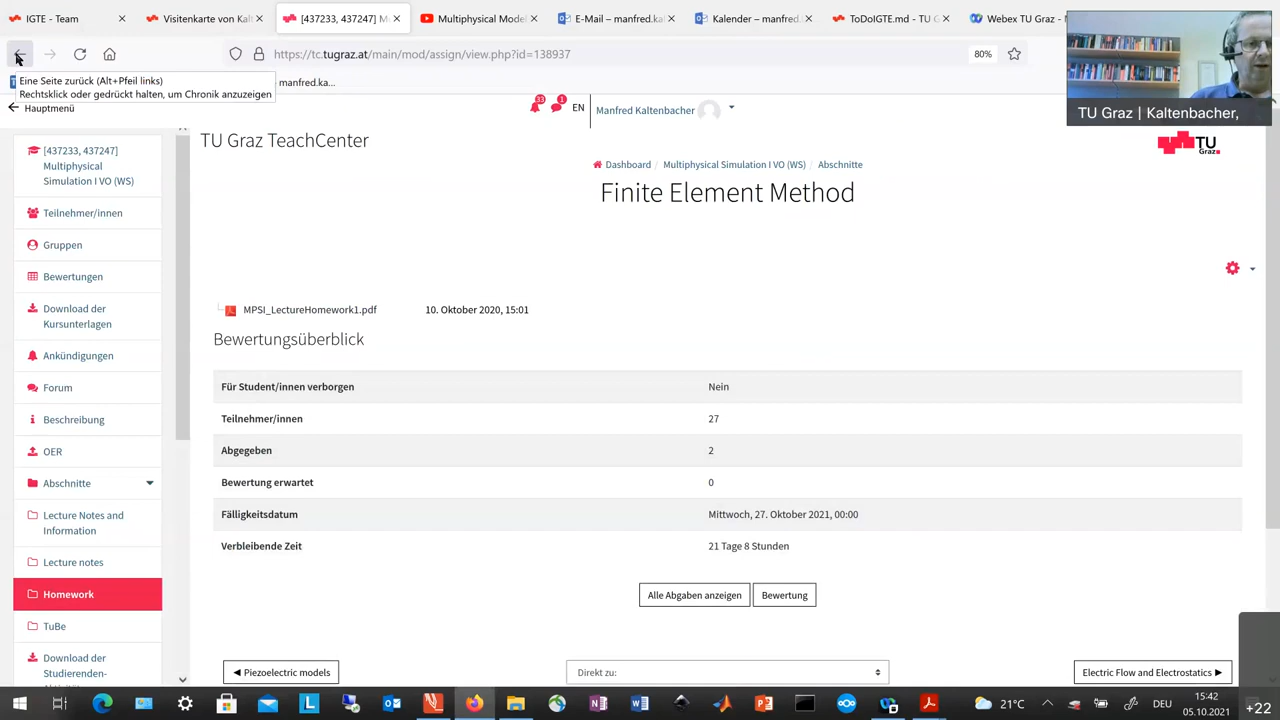 IGTE - Team
Visitenkarte von Kalt
[437233, 437247] M
Multiphysical Mode
E-Mail – manfred.ka
Kalender – manfred.
ToDoIGTE.md - TU G
Webex TU Graz -
https://tc.tugraz.at/main/mod/assign/view.php?id=138937
80%
Eine Seite zurück (Alt+Pfeil links)
Rechtsklick oder gedrückt halten, um Chronik anzuzeigen
manfred.ka...
TU Graz | Kaltenbacher,
Hauptmenü
33
1
EN
Manfred Kaltenbacher
TU Graz TeachCenter
TU
Graz
Dashboard / Multiphysical Simulation I VO (WS) / Abschnitte
Finite Element Method
[437233, 437247]
Multiphysical
Simulation I VO (WS)
Teilnehmer/innen
Gruppen
Bewertungen
Download der
Kursunterlagen
Ankündigungen
Forum
Beschreibung
OER
Abschnitte
Lecture Notes and
Information
Lecture notes
Homework
TuBe
Download der
Studierenden-
MPSI_LectureHomework1.pdf 10. Oktober 2020, 15:01
Bewertungsüberblick
Für Student/innen verborgen Nein
Teilnehmer/innen 27
Abgegeben 2
Bewertung erwartet 0
Fälligkeitsdatum Mittwoch, 27. Oktober 2021, 00:00
Verbleibende Zeit 21 Tage 8 Stunden
Alle Abgaben anzeigen Bewertung
◀ Piezoelectric models
Direkt zu:
Electric Flow and Electrostatics ▶
21°C
DEU
15:42
05.10.2021
+22